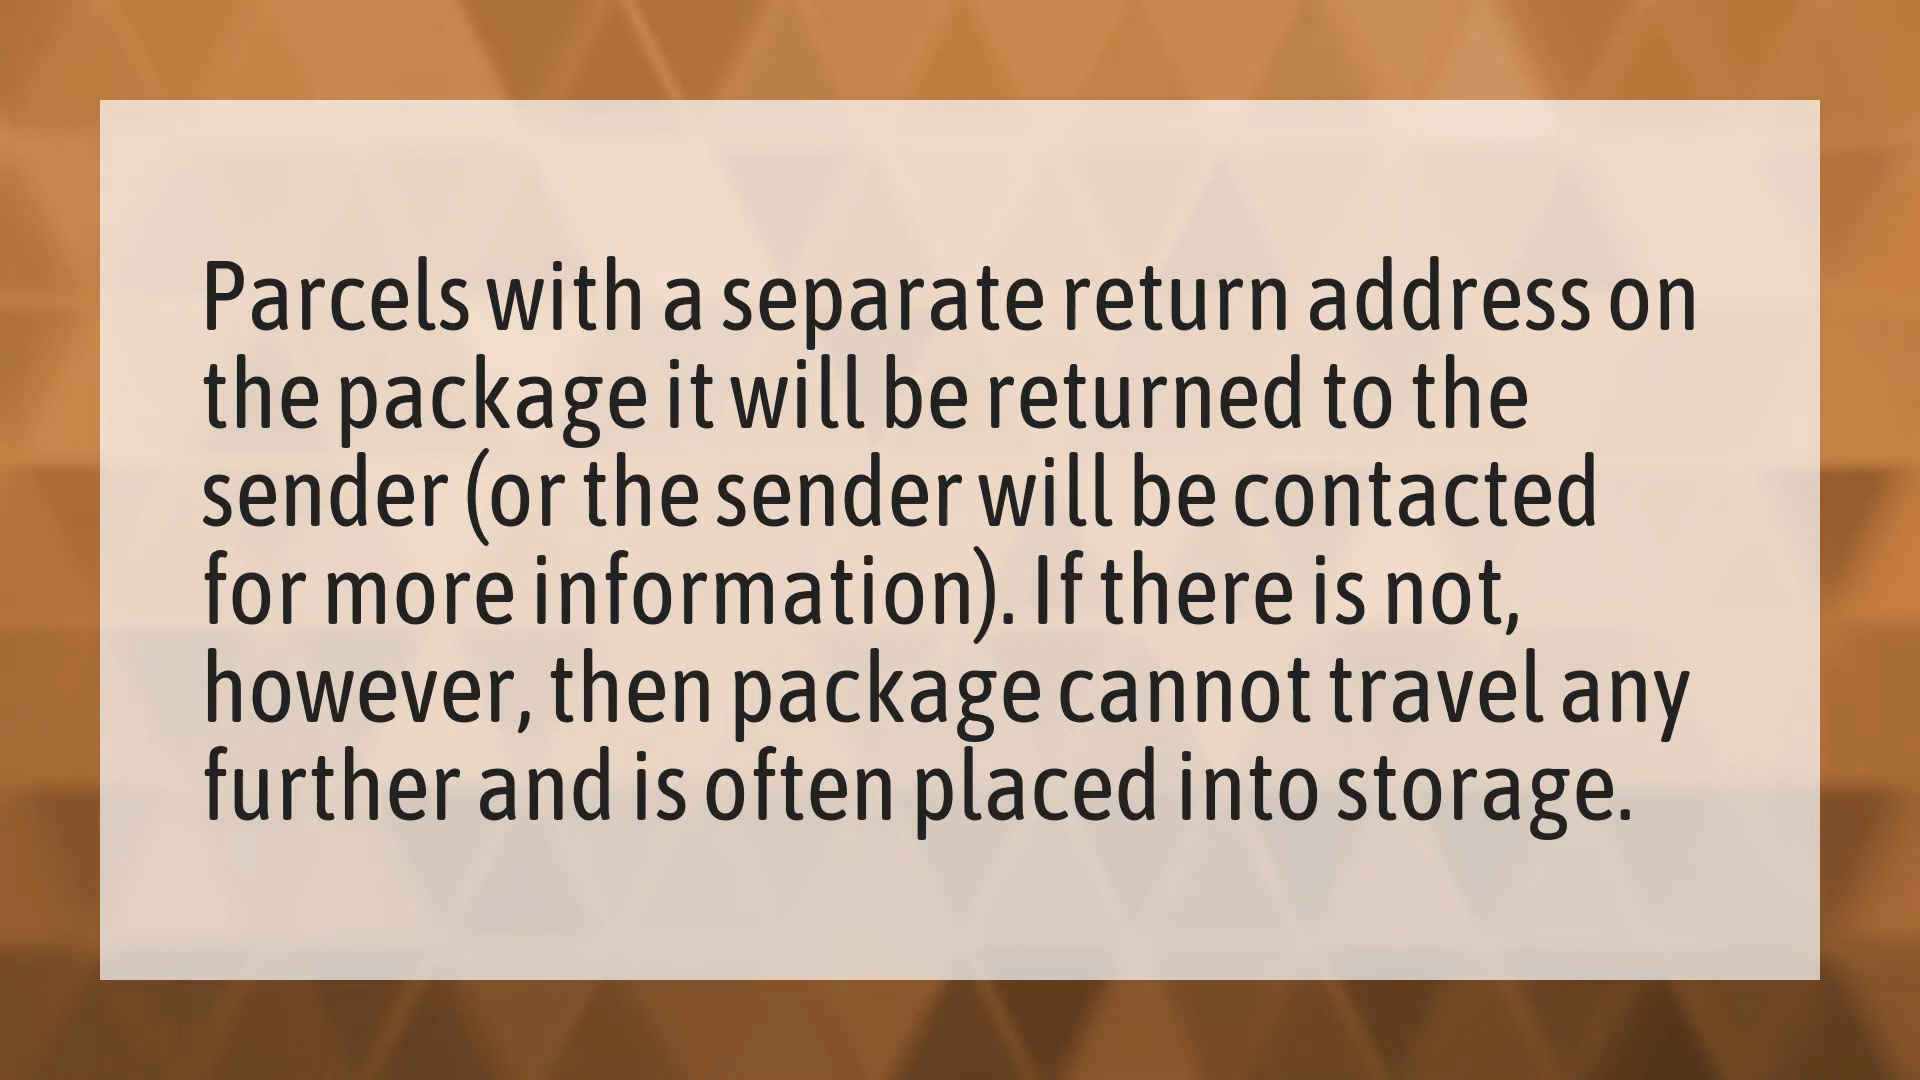 Parcels with a separate return address on
the package it will be returned to the
sender (or the sender will be contacted
for more information). If there is not,
however, then package cannot travel any
further and is often placed into storage.